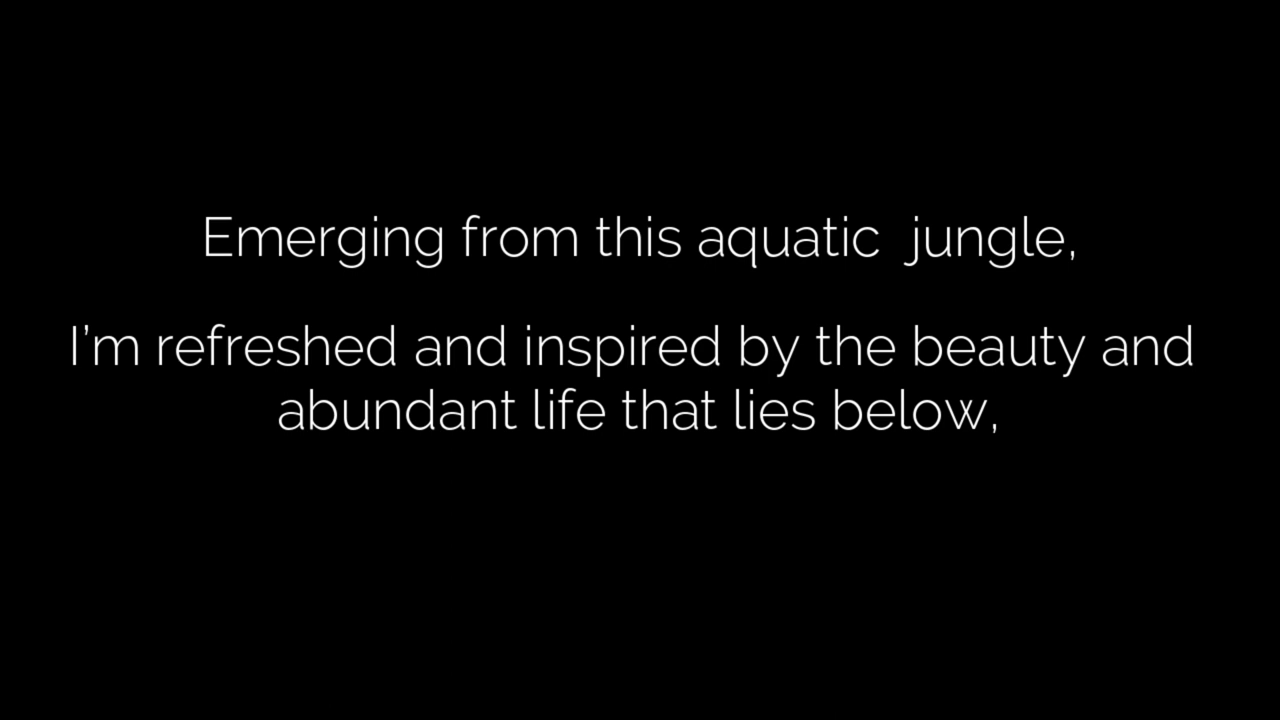 Emerging from this aquatic  jungle,
I’m refreshed and inspired by the beauty and
abundant life that lies below,